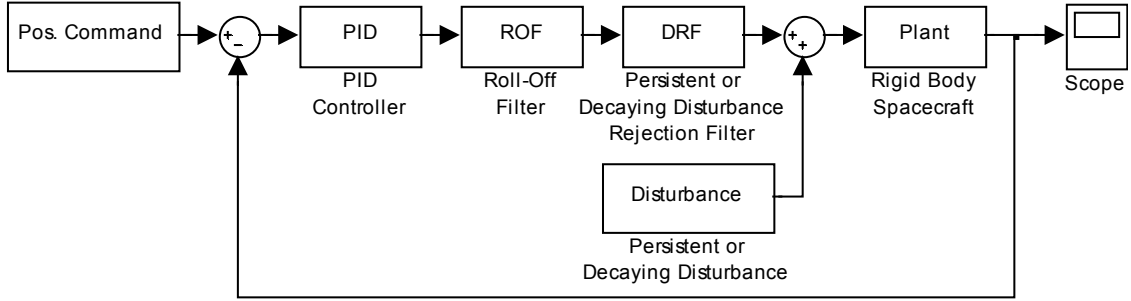 Pos. Command
+
−
PID
PID
Controller
ROF
Roll-Off
Filter
DRF
Persistent or
Decaying Disturbance
Rejection Filter
+
+
Plant
Rigid Body
Spacecraft
Scope
Disturbance
Persistent or
Decaying Disturbance